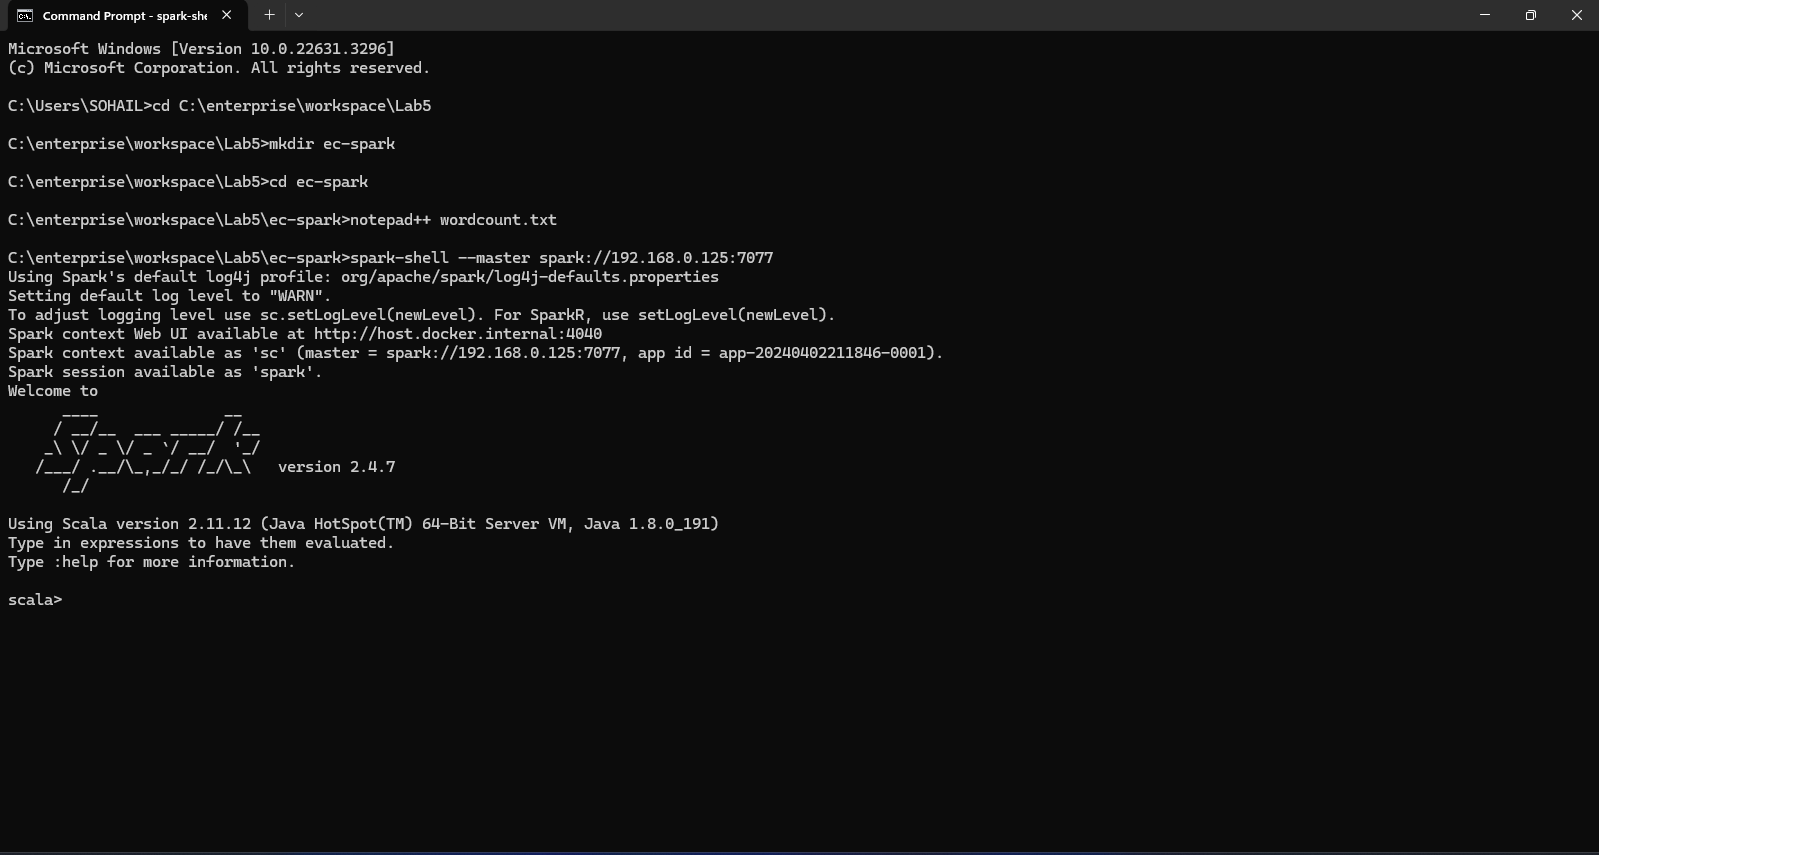 Command Prompt - spark-she
Microsoft Windows [Version 10.0.22631.3296]
(c) Microsoft Corporation. All rights reserved.
C:\Users\SOHAIL>cd C:\enterprise\workspace\Lab5
C:\enterprise\workspace\Lab5>mkdir ec-spark
C:\enterprise\workspace\Lab5>cd ec-spark
C:\enterprise\workspace\Lab5\ec-spark>notepad++ wordcount.txt
C:\enterprise\workspace\Lab5\ec-spark>spark-shell --master spark://192.168.0.125:7077
Using Spark's default log4j profile: org/apache/spark/log4j-defaults.properties
Setting default log level to "WARN".
To adjust logging level use sc.setLogLevel(newLevel). For SparkR, use setLogLevel(newLevel).
Spark context Web UI available at http://host.docker.internal:4040
Spark context available as 'sc' (master = spark://192.168.0.125:7077, app id = app-20240402211846-0001).
Spark session available as 'spark'.
Welcome to
      ____              __
     / __/__  ___ _____/ /__
    _\ \/ _ \/ _ `/ __/  '_/
   /___/ .__/\_,_/_/ /_/\_\   version 2.4.7
      /_/
Using Scala version 2.11.12 (Java HotSpot(TM) 64-Bit Server VM, Java 1.8.0_191)
Type in expressions to have them evaluated.
Type :help for more information.
scala>